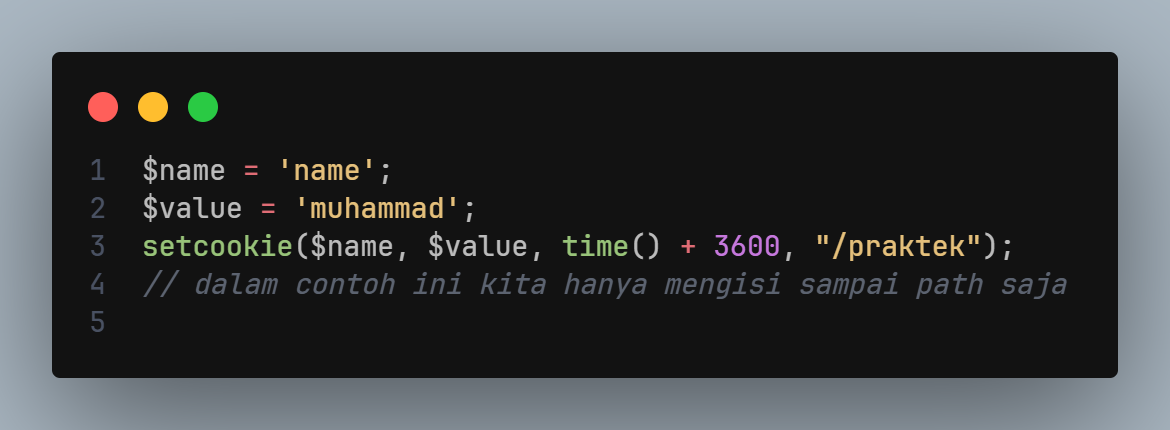 1 $name = 'name';
2 $value = 'muhammad';
3 setcookie($name, $value, time() + 3600, "/praktek");
4 // dalam contoh ini kita hanya mengisi sampai path saja
5